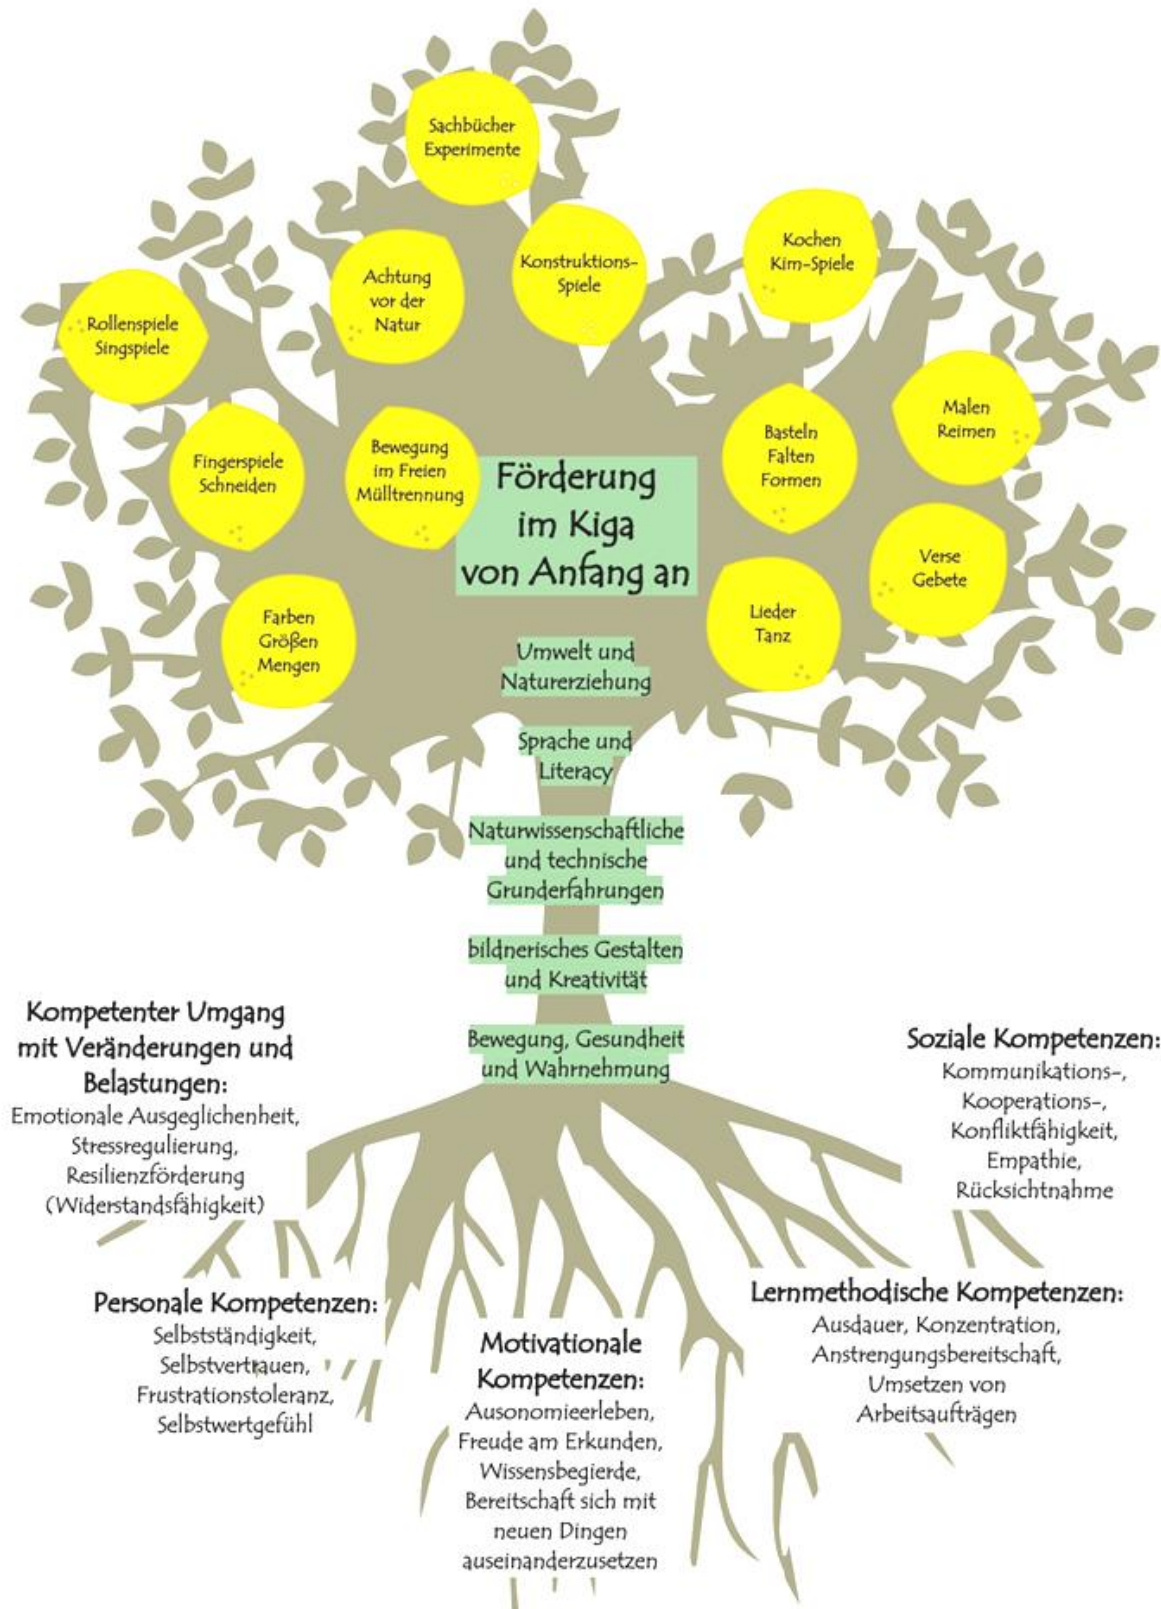 Sachbücher
Experimente
Kochen
Kim-Spiele
Konstruktions-
Spiele
Achtung
vor der
Natur
Rollenspiele
Singspiele
Malen
Reimen
Basteln
Falten
Formen
Bewegung
im Freien
Mülltrennung
Fingerspiele
Schneiden
Förderung
im Kiga
von Anfang an
Verse
Gebete
Farben
Größen
Mengen
Lieder
Tanz
Umwelt und
Naturerziehung
Sprache und
Literacy
Naturwissenschaftliche
und technische
Grunderfahrungen
bildnerisches Gestalten
und Kreativität
Bewegung, Gesundheit
und Wahrnehmung
Kompetenter Umgang
mit Veränderungen und
Belastungen:
Emotionale Ausgeglichenheit,
Stressregulierung,
Resilienzförderung
(Widerstandsfähigkeit)
Soziale Kompetenzen:
Kommunikations-,
Kooperations-,
Konfliktfähigkeit,
Empathie,
Rücksichtnahme
Personale Kompetenzen:
Selbstständigkeit,
Selbstvertrauen,
Frustrationstoleranz,
Selbstwertgefühl
Motivationale
Kompetenzen:
Ausonomieerleben,
Freude am Erkunden,
Wissensbegierde,
Bereitschaft sich mit
neuen Dingen
auseinanderzusetzen
Lernmethodische Kompetenzen:
Ausdauer, Konzentration,
Anstrengungsbereitschaft,
Umsetzen von
Arbeitsaufträgen